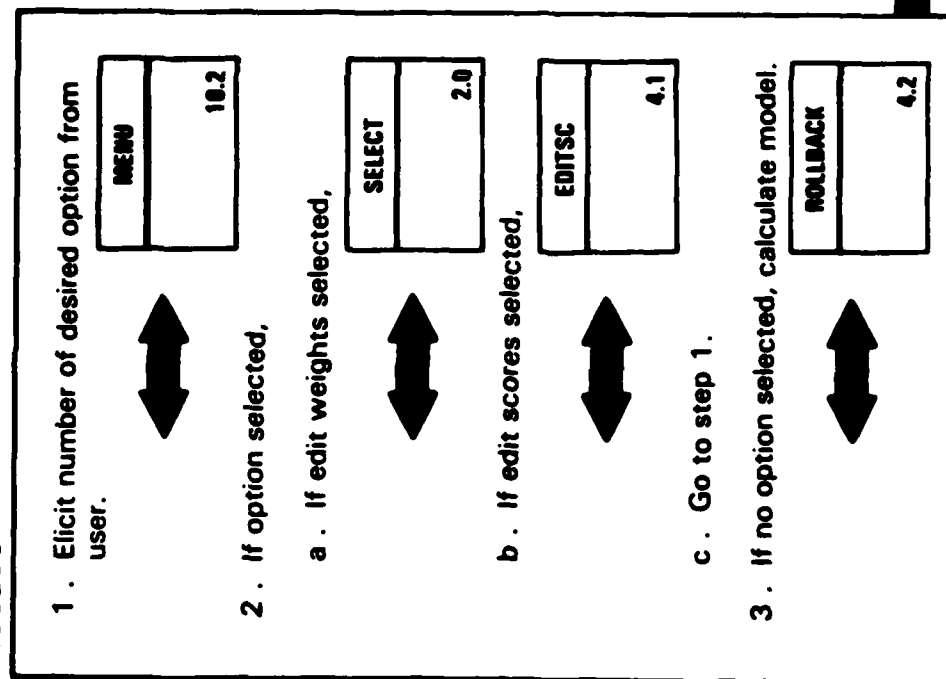 1. Elicit number of desired option from
user.
MENU
10.2
2. If option selected,
a. If edit weights selected,
SELECT
2.0
b. If edit scores selected,
EDITSC
4.1
c. Go to step 1.
3. If no option selected, calculate model.
ROLLBACK
4.2